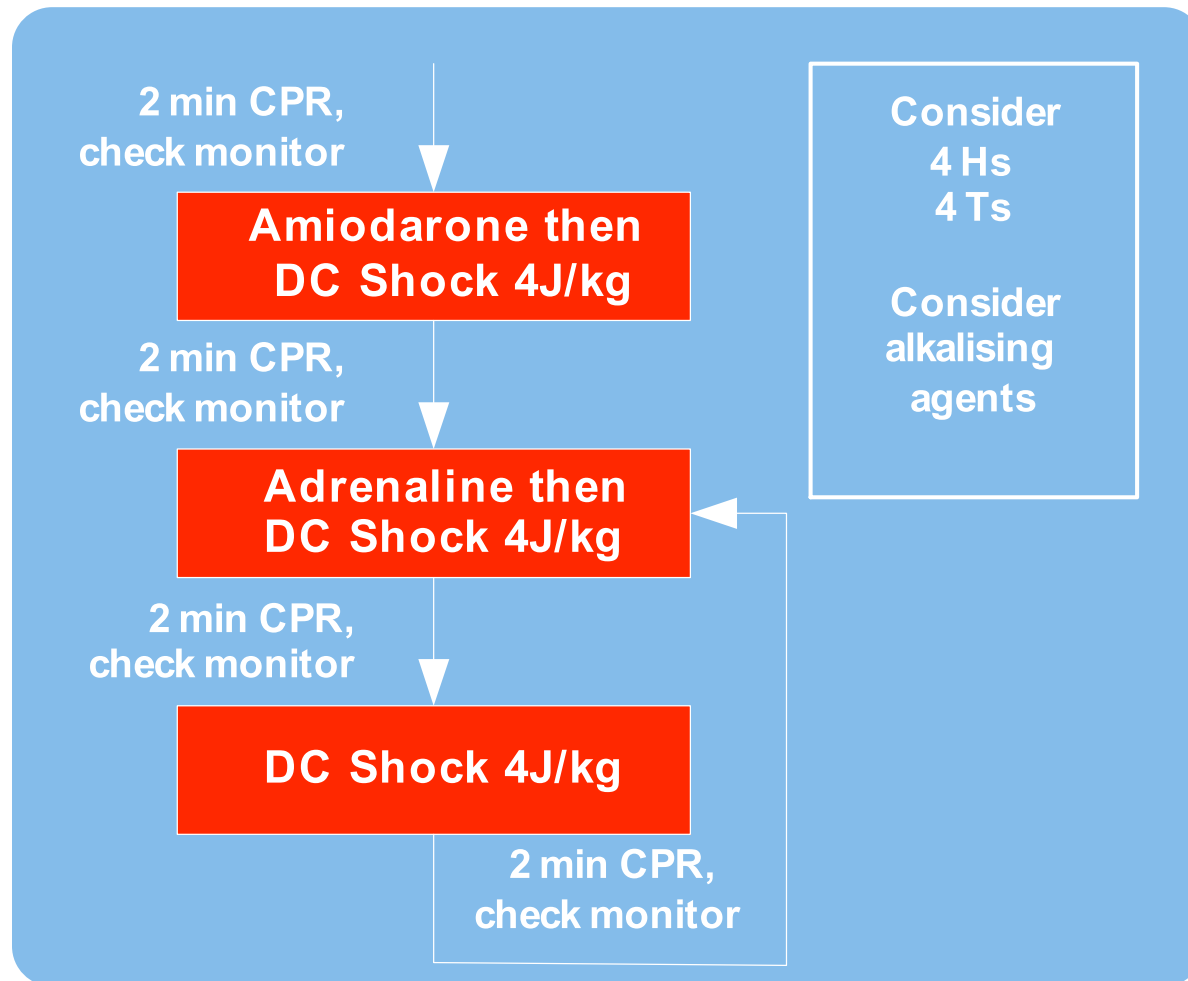 2 min CPR,
check monitor
Amiodarone then
DC Shock 4J/kg
2 min CPR,
check monitor
Adrenaline then
DC Shock 4J/kg
2 min CPR,
check monitor
DC Shock 4J/kg
2 min CPR,
check monitor
Consider
4 Hs
4 Ts
Consider
alkalising
agents